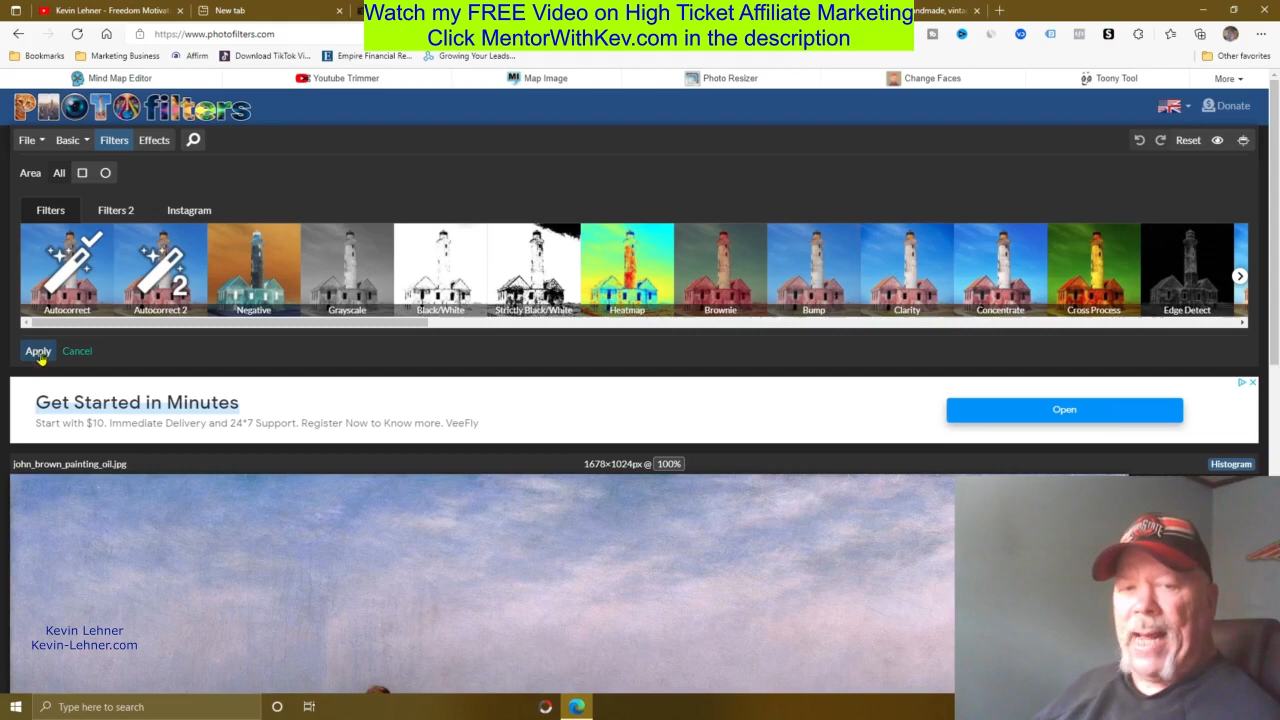 Kevin Lehner - Freedom Motivat
New tab
Watch my FREE Video on High Ticket Affiliate Marketing
Click MentorWithKev.com in the description
andmade, vinta
https://www.photofilters.com
Bookmarks
Marketing Business
Affirm
Download TikTok Vi...
Empire Financial Re...
Growing Your Leads...
Other favorites
Mind Map Editor
Youtube Trimmer
Map Image
Photo Resizer
Change Faces
Toony Tool
More
PHOTOfilters
Donate
File
Basic
Filters
Effects
Reset
Area
All
Filters
Filters 2
Instagram
2
Autocorrect
Autocorrect 2
Negative
Grayscale
Black/White
Strictly Black/White
Heatmap
Brownie
Bump
Clarity
Concentrate
Cross Process
Edge Detect
Apply
Cancel
Get Started in Minutes
Start with $10. Immediate Delivery and 24*7 Support. Register Now to Know more. VeeFly
Open
john_brown_painting_oil.jpg
1678×1024px @ 100%
Histogram
Kevin Lehner
Kevin-Lehner.com
Type here to search